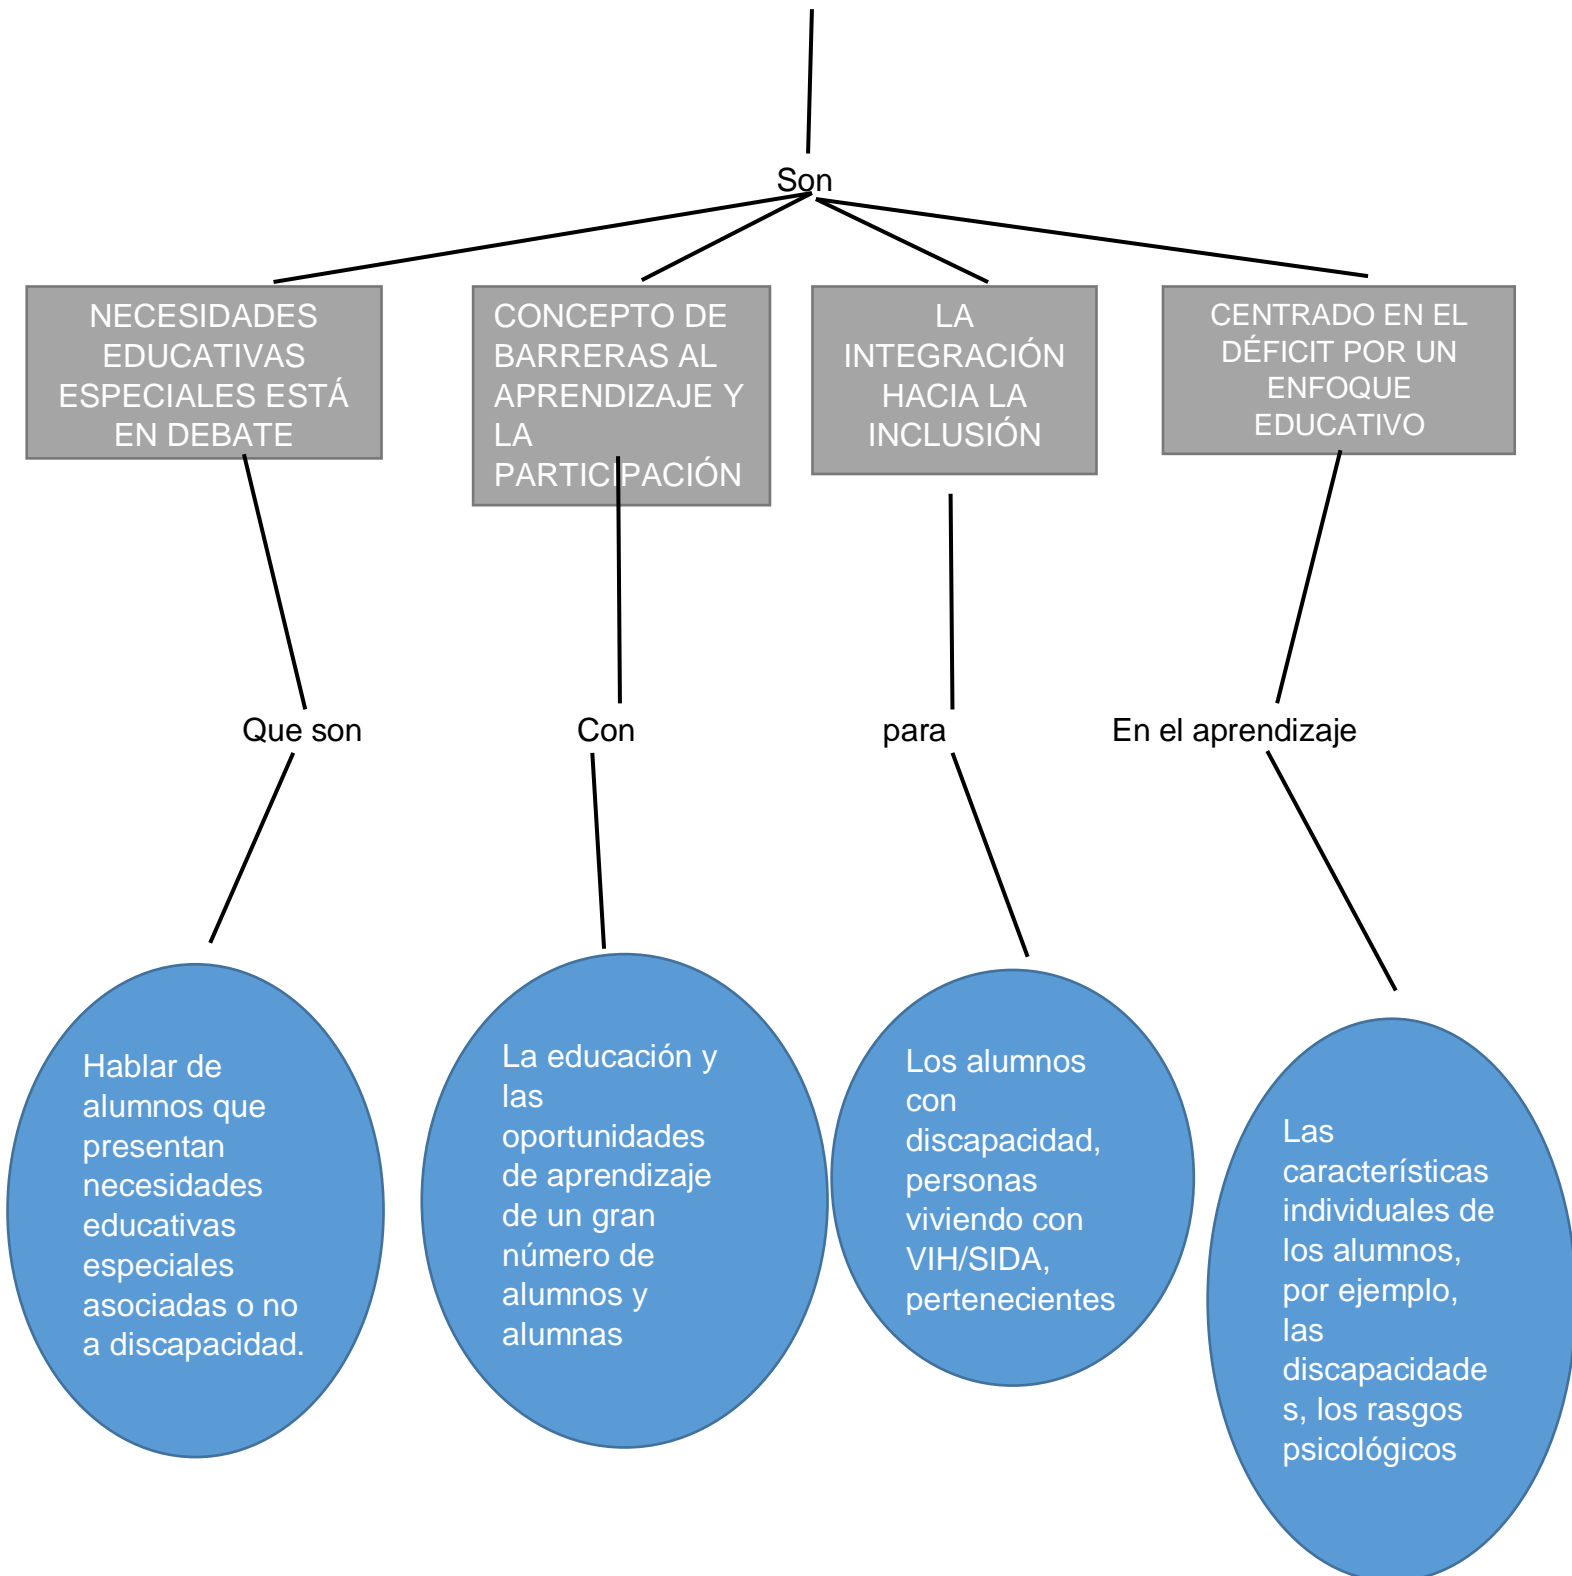 Son
NECESIDADES
EDUCATIVAS
ESPECIALES ESTÁ
EN DEBATE
CONCEPTO DE
BARRERAS AL
APRENDIZAJE Y
LA
PARTICIPACIÓN
LA
INTEGRACIÓN
HACIA LA
INCLUSIÓN
CENTRADO EN EL
DÉFICIT POR UN
ENFOQUE
EDUCATIVO
Que son
Con
para
En el aprendizaje
Hablar de
alumnos que
presentan
necesidades
educativas
especiales
asociadas o no
a discapacidad.
La educación y
las
oportunidades
de aprendizaje
de un gran
número de
alumnos y
alumnas
Los alumnos
con
discapacidad,
personas
viviendo con
VIH/SIDA,
pertenecientes
Las
características
individuales de
los alumnos,
por ejemplo,
las
discapacidade
s, los rasgos
psicológicos